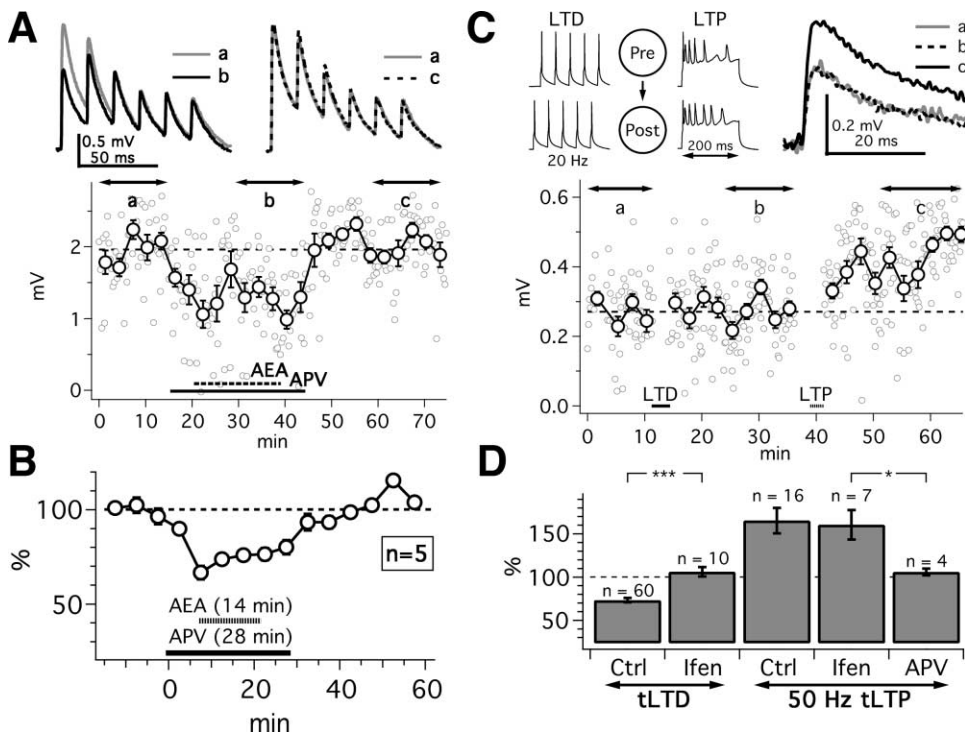 A
a
b
0.5 mV
50 ms
a
c
a
b
c
mV
2
1
0
AEA
APV
0 10 20 30 40 50 60 70
min
B
%
100
50
n=5
AEA (14 min)
APV (28 min)
0 10 20 30 40 50 60
min
C
LTD
Pre
LTP
Post
20 Hz
200 ms
a
b
c
0.2 mV
20 ms
a
b
c
mV
0.6
0.4
0.2
0.0
LTD
LTP
0 10 20 30 40 50 60
min
D
***
*
%
150
100
50
n = 60
n = 10
n = 16
n = 7
n = 4
Ctrl Ifen Ctrl Ifen APV
tLTD 50 Hz tLTP